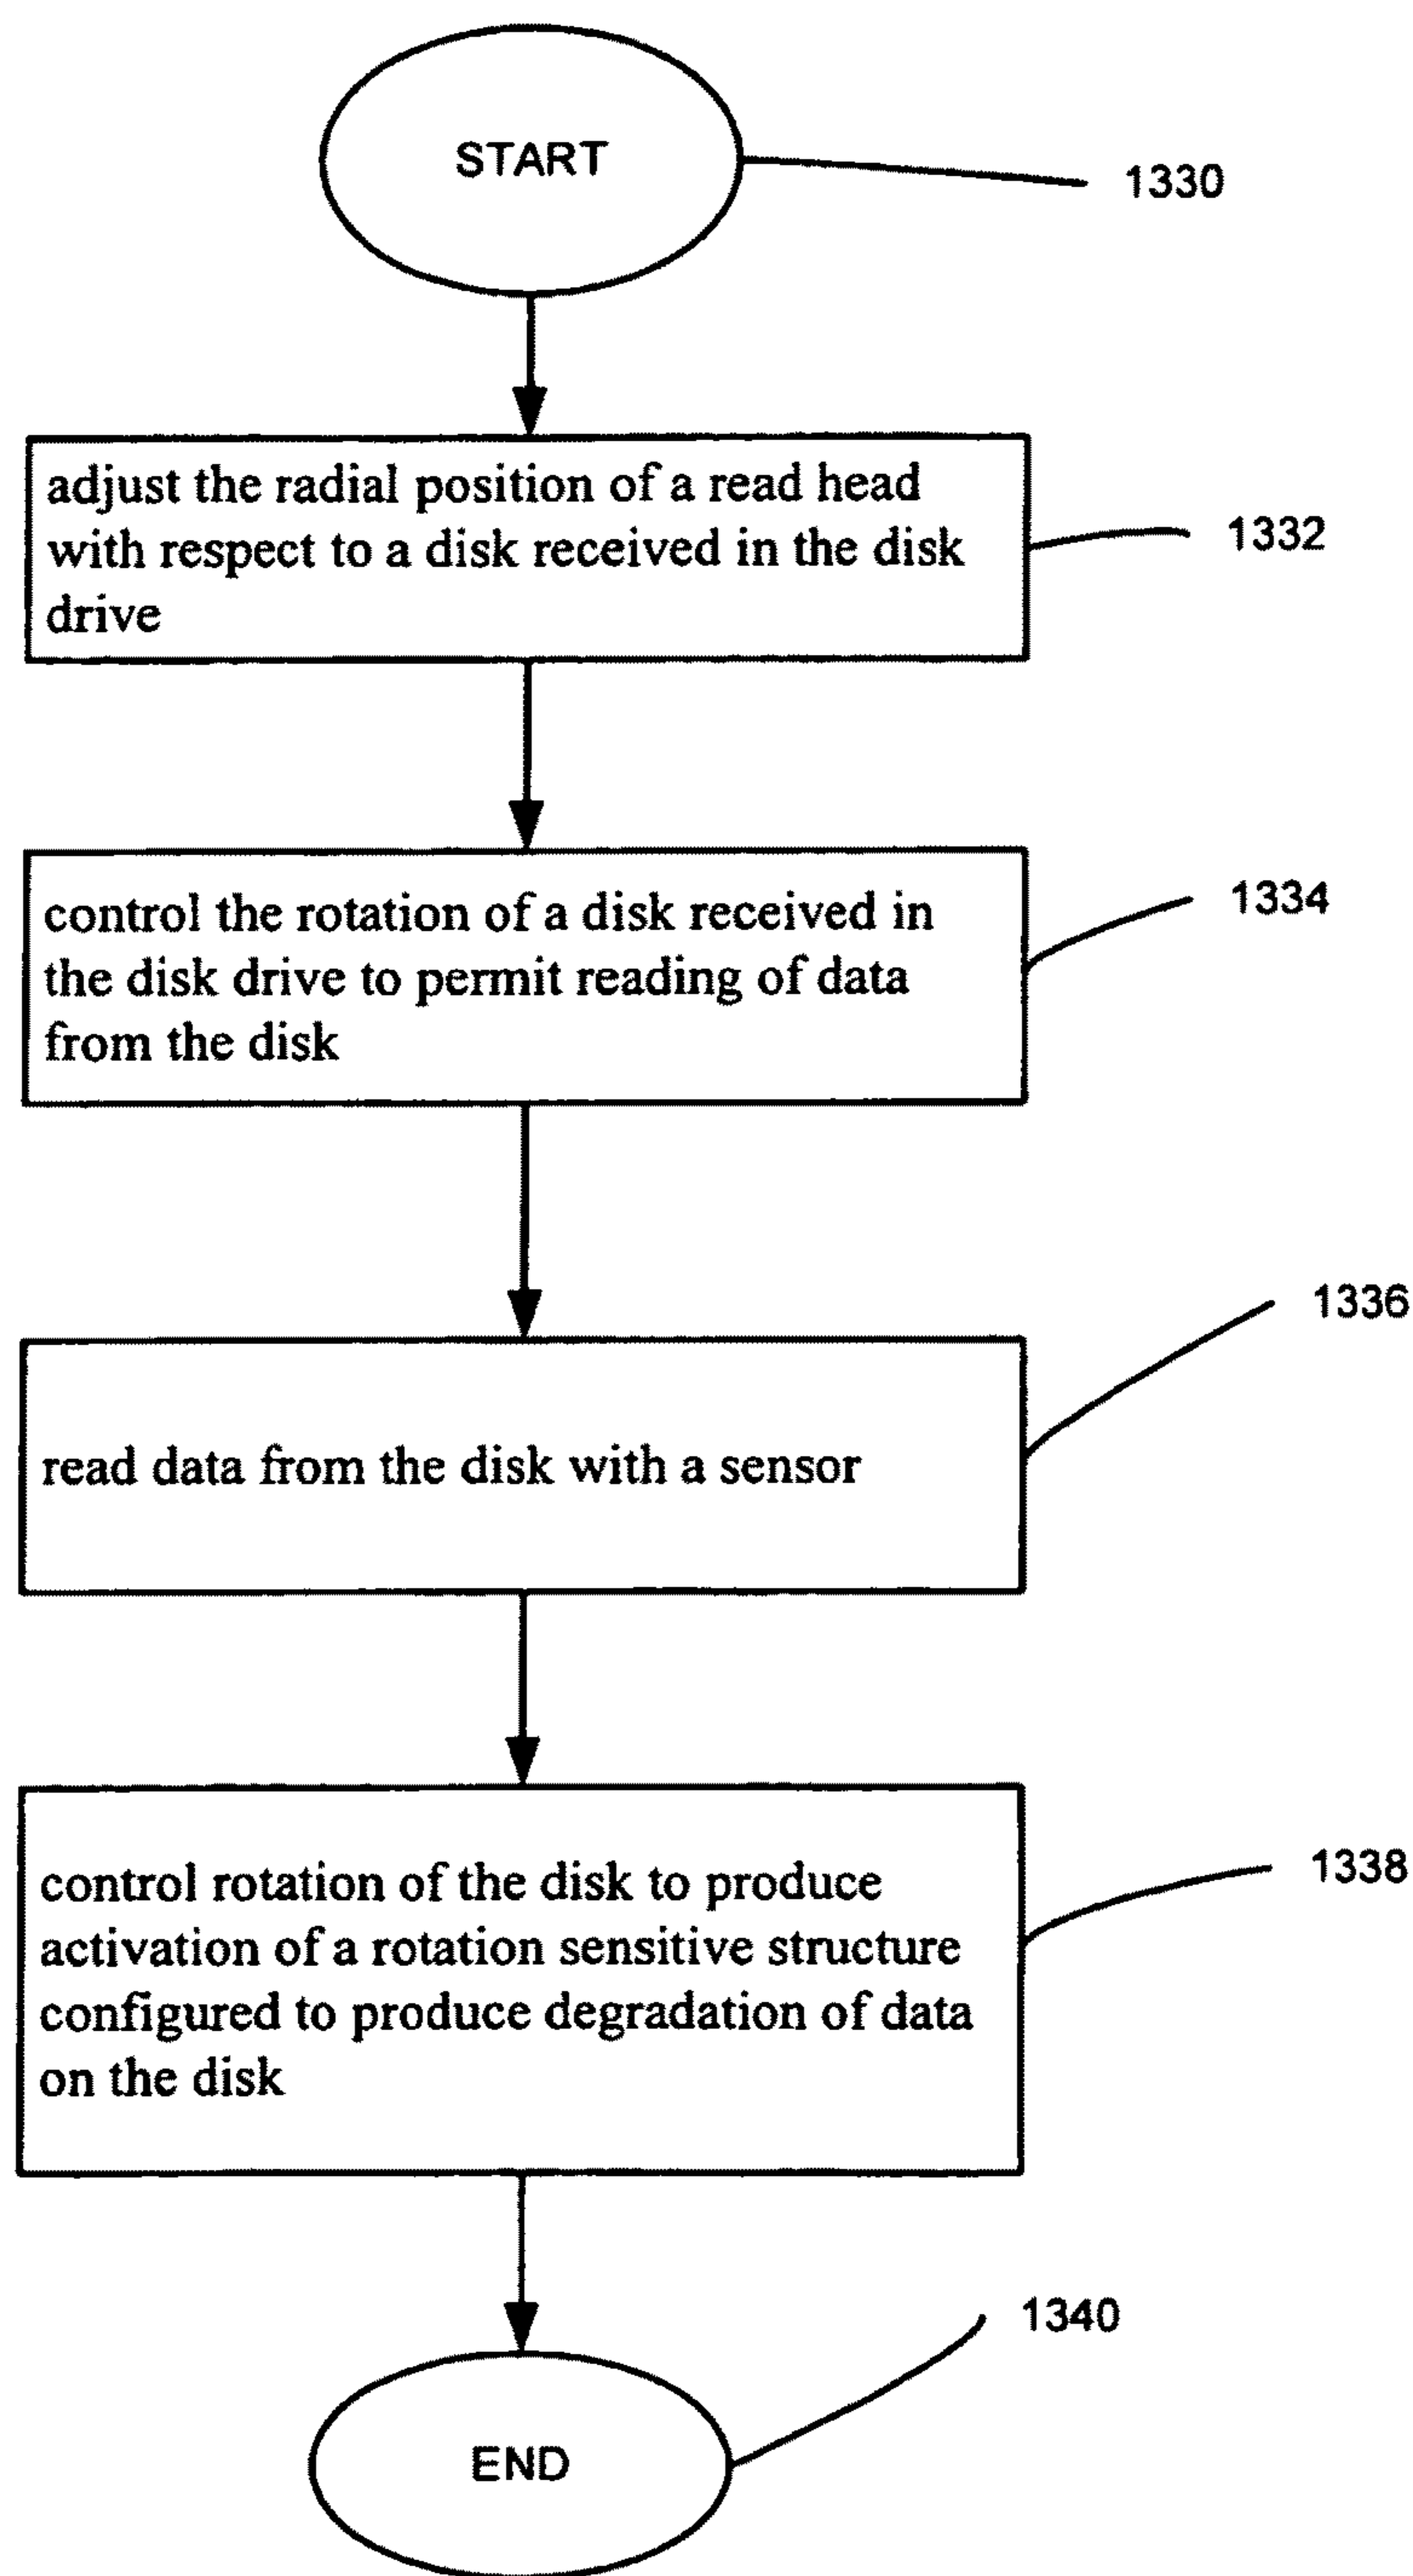 START
1330
adjust the radial position of a read head
with respect to a disk received in the disk
drive
1332
control the rotation of a disk received in
the disk drive to permit reading of data
from the disk
1334
read data from the disk with a sensor
1336
control rotation of the disk to produce
activation of a rotation sensitive structure
configured to produce degradation of data
on the disk
1338
END
1340